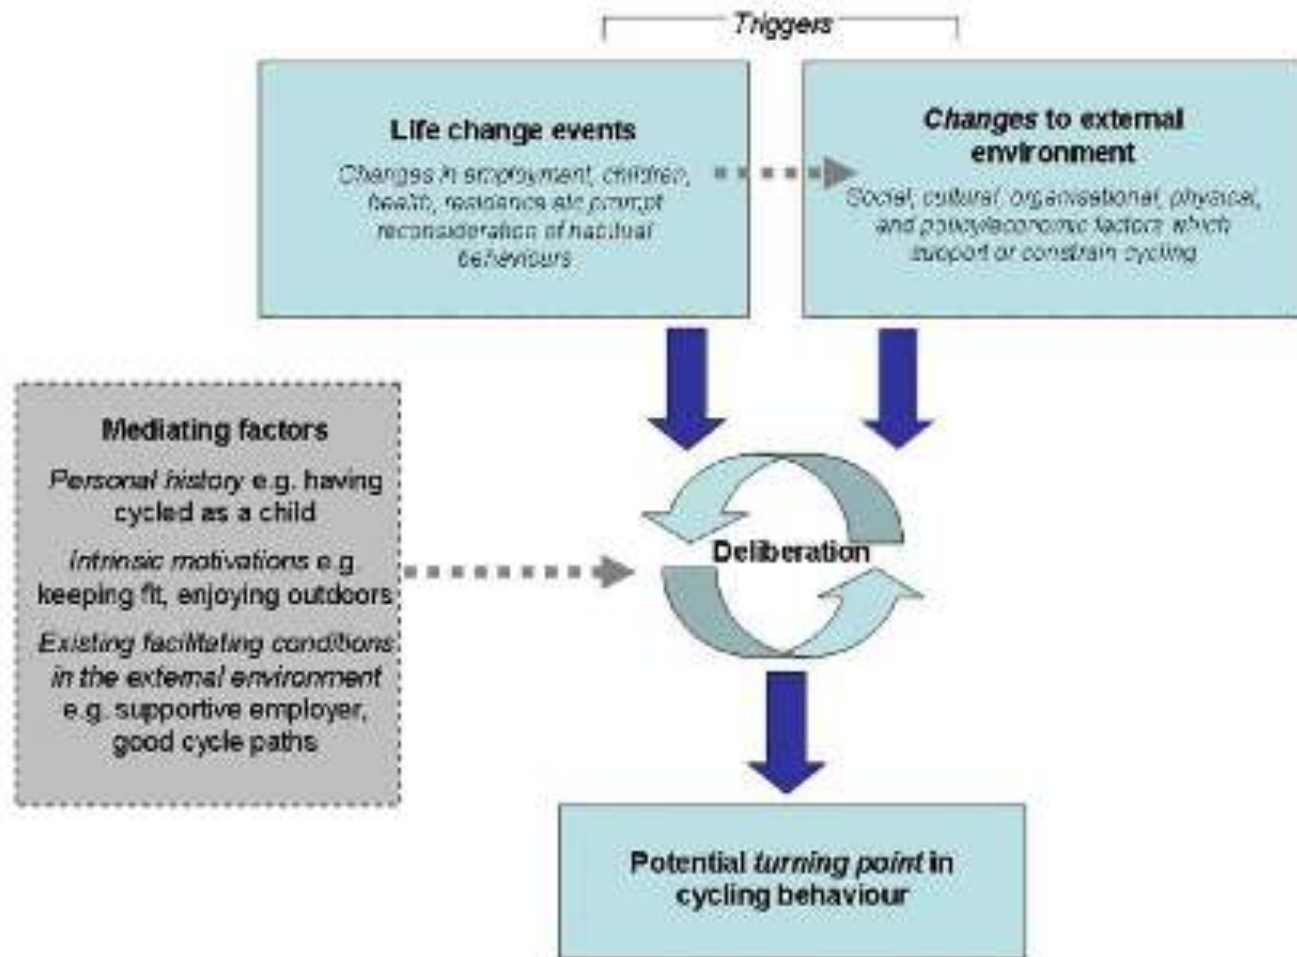 Triggers
Life change events
Changes in employment, children,
health, residence etc prompt
reconsideration of habitual
behaviours
Changes to external
environment
Social, cultural, organisational, physical,
and policy/economic factors which
support or constrain cycling
Mediating factors
Personal history e.g. having
cycled as a child
Intrinsic motivations e.g.
keeping fit, enjoying outdoors
Existing facilitating conditions
in the external environment
e.g. supportive employer,
good cycle paths
Deliberation
Potential turning point in
cycling behaviour